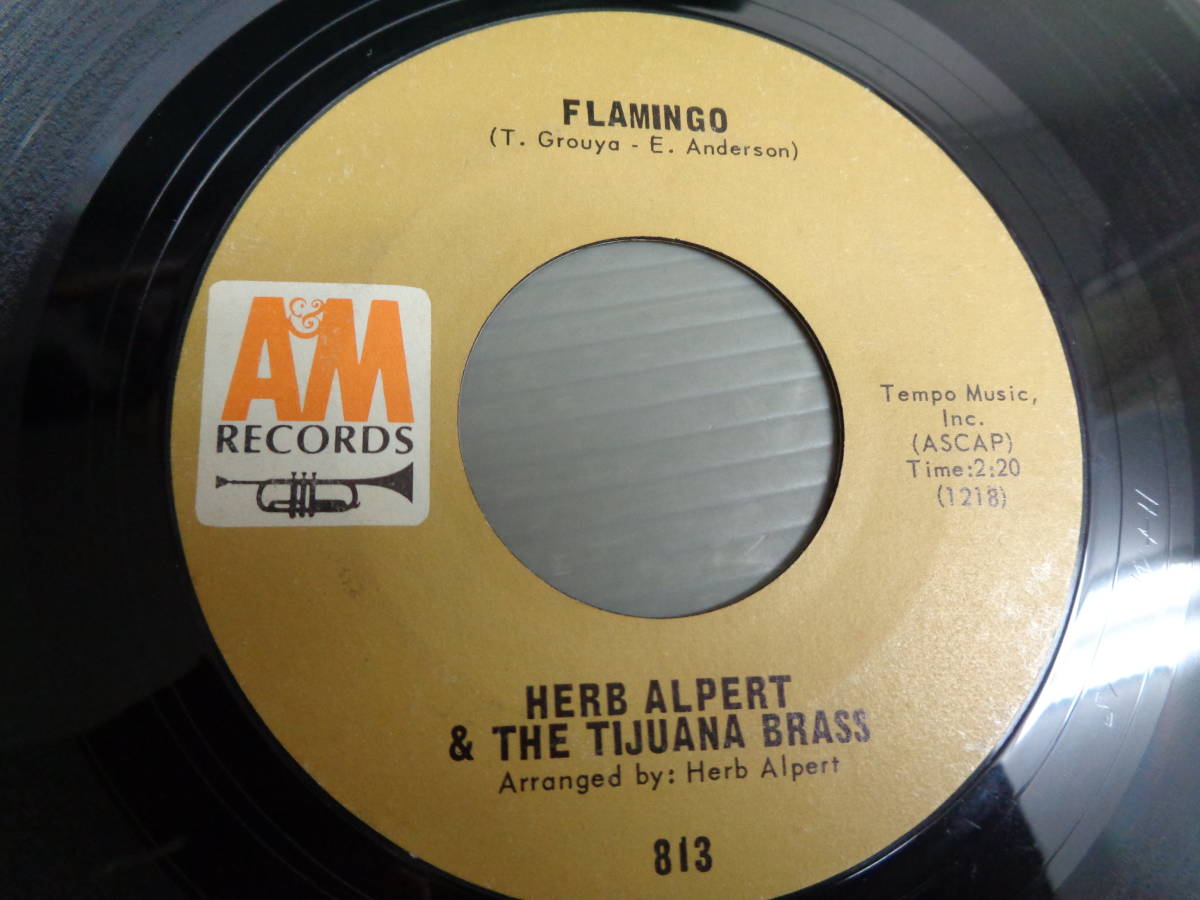 FLAMINGO
(T. Grouya - E. Anderson)
A&M
RECORDS
Tempo Music,
Inc.
(ASCAP)
Time:2:20
(1218)
HERB ALPERT
& THE TIJUANA BRASS
Arranged by: Herb Alpert
813